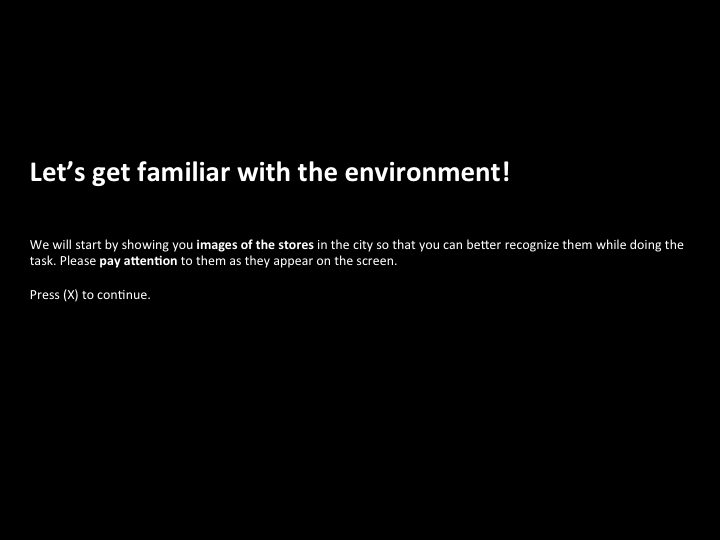 Let’s get familiar with the environment!
We will start by showing you images of the stores in the city so that you can better recognize them while doing the
task. Please pay attention to them as they appear on the screen.
Press (X) to continue.